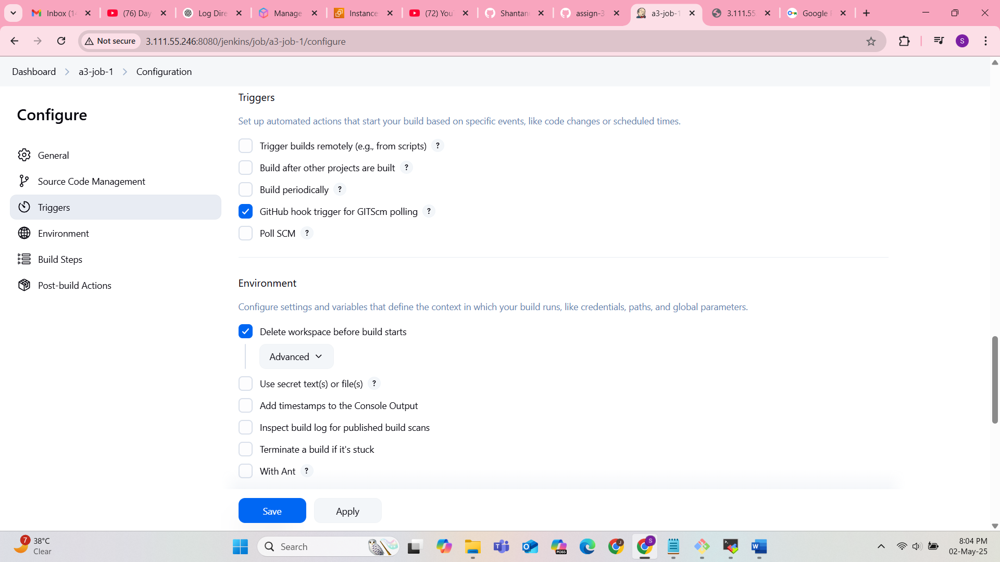 Inbox (1
(76) Day
Log Dire
Manage
Instance
(72) You
Shantan
assign-3
a3-job-1
3.111.55
Google
Not secure
3.111.55.246:8080/jenkins/job/a3-job-1/configure
S
Dashboard
a3-job-1
Configuration
Configure
General
Source Code Management
Triggers
Environment
Build Steps
Post-build Actions
Triggers
Set up automated actions that start your build based on specific events, like code changes or scheduled times.
Trigger builds remotely (e.g., from scripts) ?
Build after other projects are built ?
Build periodically ?
GitHub hook trigger for GITScm polling ?
Poll SCM ?
Environment
Configure settings and variables that define the context in which your build runs, like credentials, paths, and global parameters.
Delete workspace before build starts
Advanced
Use secret text(s) or file(s) ?
Add timestamps to the Console Output
Inspect build log for published build scans
Terminate a build if it's stuck
With Ant ?
Save
Apply
7
38°C
Clear
Search
M365
J
S
8:04 PM
02-May-25